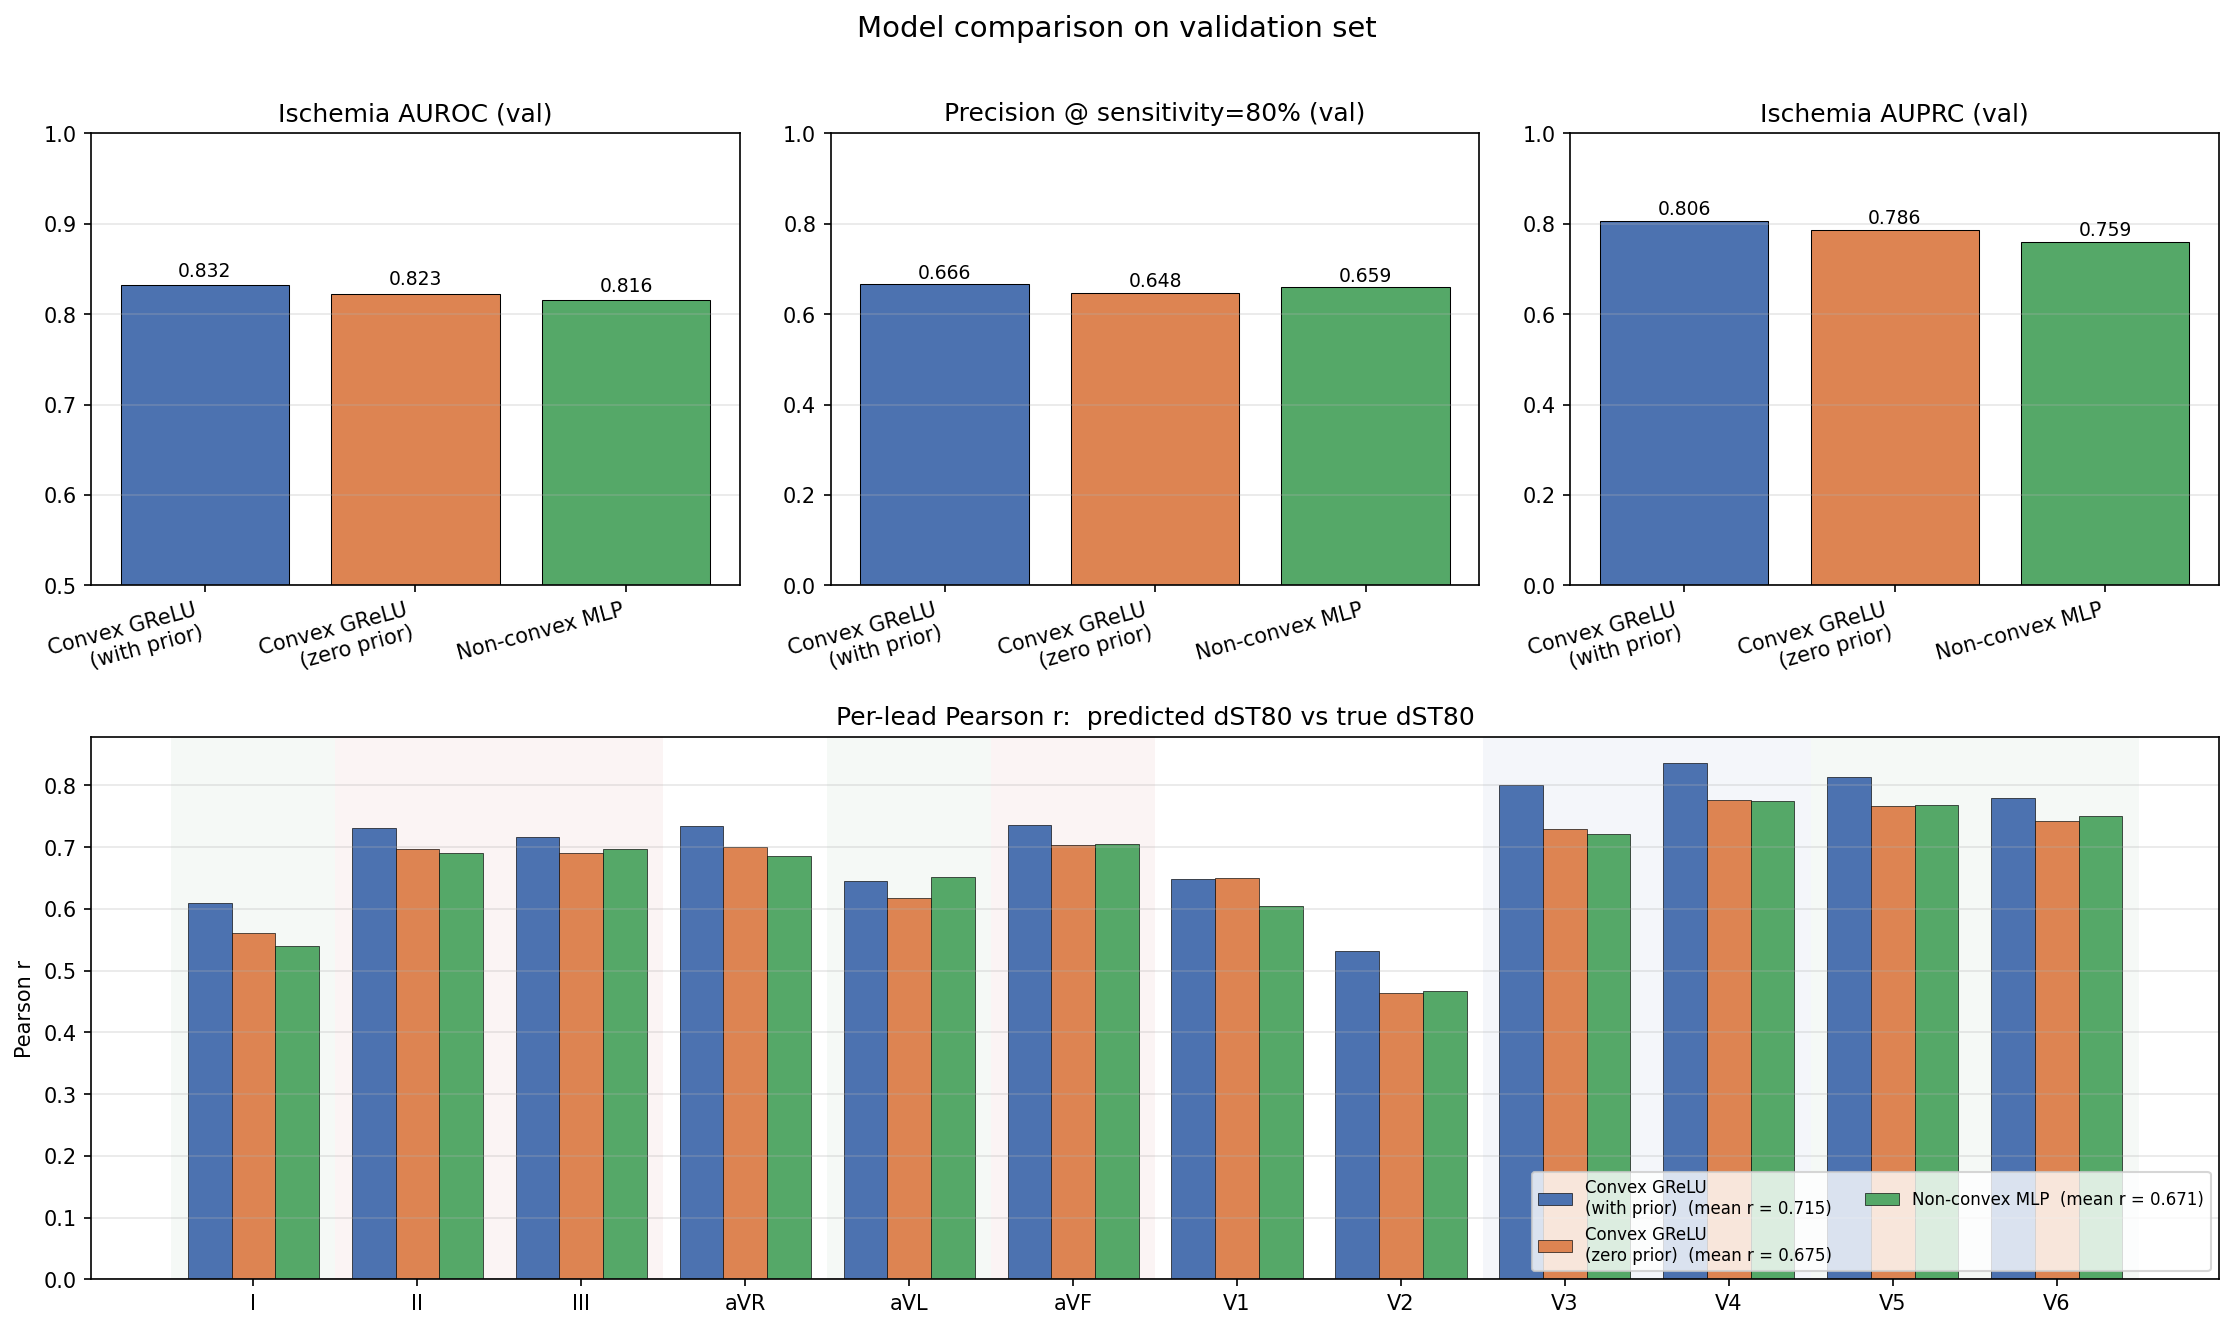 Model comparison on validation set
Ischemia AUROC (val)
1.0
0.9
0.8
0.7
0.6
0.5
0.832
0.823
0.816
Convex GReLU
(with prior)
Convex GReLU
(zero prior)
Non-convex MLP
Precision @ sensitivity=80% (val)
1.0
0.8
0.6
0.4
0.2
0.0
0.666
0.648
0.659
Convex GReLU
(with prior)
Convex GReLU
(zero prior)
Non-convex MLP
Ischemia AUPRC (val)
1.0
0.8
0.6
0.4
0.2
0.0
0.806
0.786
0.759
Convex GReLU
(with prior)
Convex GReLU
(zero prior)
Non-convex MLP
Per-lead Pearson r:  predicted dST80 vs true dST80
Pearson r
0.8
0.7
0.6
0.5
0.4
0.3
0.2
0.1
0.0
I
II
III
aVR
aVL
aVF
V1
V2
V3
V4
V5
V6
Convex GReLU
(with prior)  (mean r = 0.715)
Convex GReLU
(zero prior)  (mean r = 0.675)
Non-convex MLP  (mean r = 0.671)